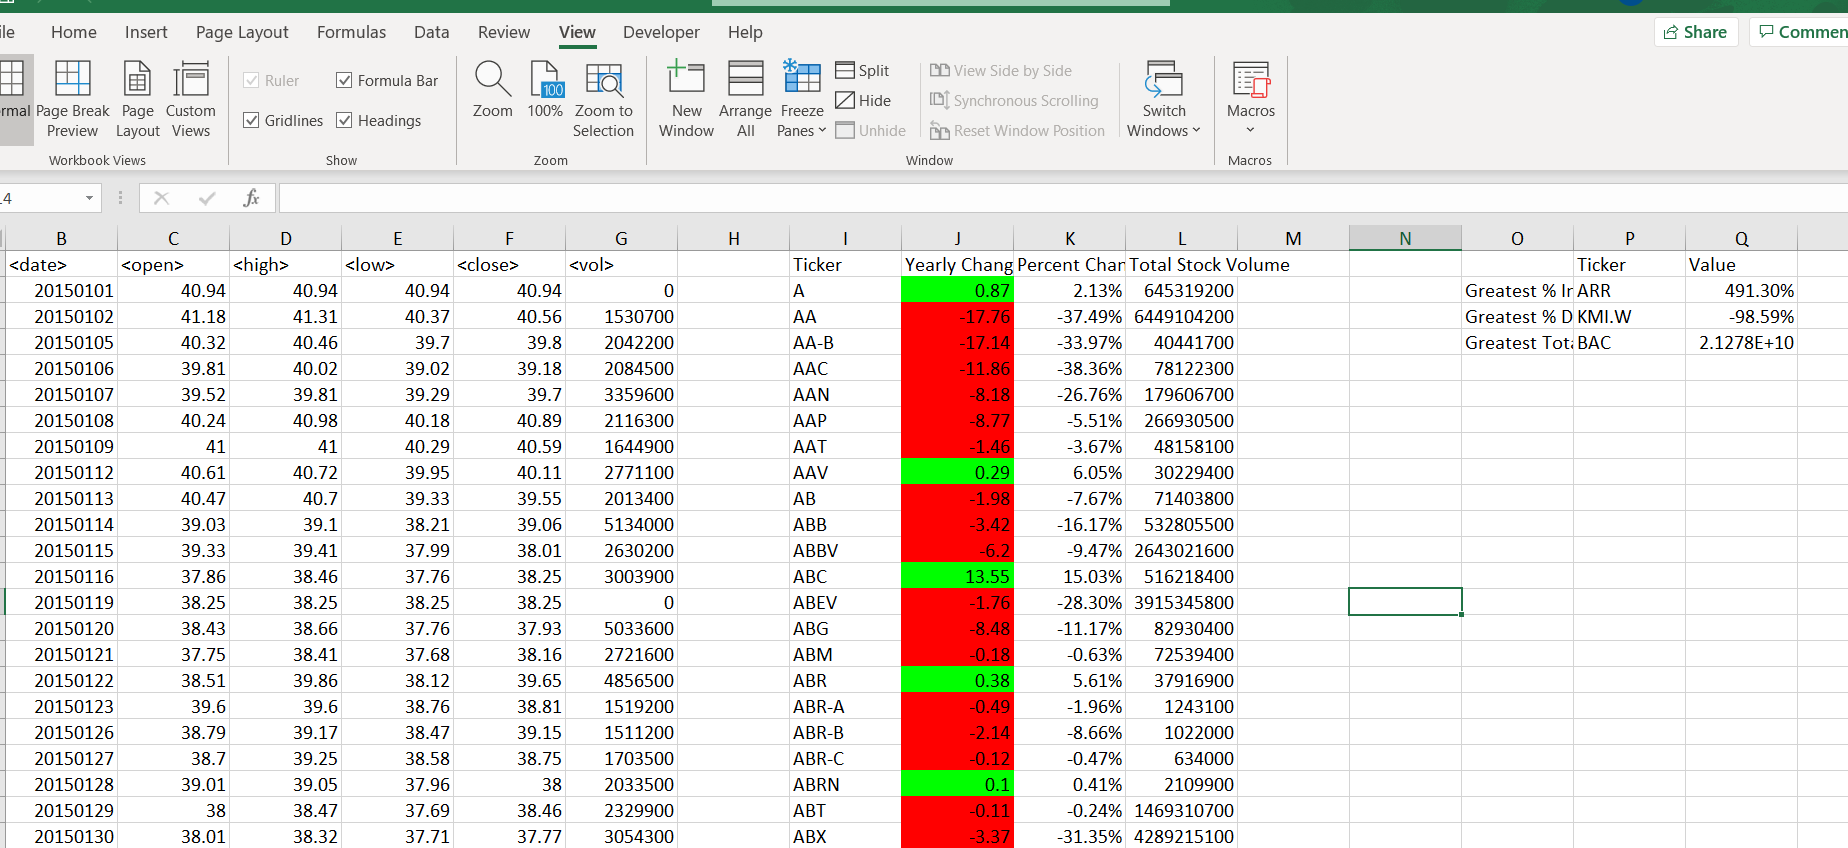 ile Home Insert Page Layout Formulas Data Review View Developer Help Share Commen
rmal Page Break Preview Page Layout Custom Views
Workbook Views
Ruler Formula Bar
Gridlines Headings
Show
Zoom 100% Zoom to Selection
100
Zoom
New Window Arrange All Freeze Panes
Split
Hide
Unhide
View Side by Side
Synchronous Scrolling
Reset Window Position
Switch Windows
Window
Macros
Macros
.4 fx
B C D E F G H I J K L M N O P Q
<date> <open> <high> <low> <close> <vol> Ticker Yearly Chang Percent Chan Total Stock Volume Ticker Value
20150101 40.94 40.94 40.94 40.94 0 A 0.87 2.13% 645319200 Greatest % Ir ARR 491.30%
20150102 41.18 41.31 40.37 40.56 1530700 AA -17.76 -37.49% 6449104200 Greatest % D KMI.W -98.59%
20150105 40.32 40.46 39.7 39.8 2042200 AA-B -17.14 -33.97% 40441700 Greatest Tota BAC 2.1278E+10
20150106 39.81 40.02 39.02 39.18 2084500 AAC -11.86 -38.36% 78122300
20150107 39.52 39.81 39.29 39.7 3359600 AAN -8.18 -26.76% 179606700
20150108 40.24 40.98 40.18 40.89 2116300 AAP -8.77 -5.51% 266930500
20150109 41 41 40.29 40.59 1644900 AAT -1.46 -3.67% 48158100
20150112 40.61 40.72 39.95 40.11 2771100 AAV 0.29 6.05% 30229400
20150113 40.47 40.7 39.33 39.55 2013400 AB -1.98 -7.67% 71403800
20150114 39.03 39.1 38.21 39.06 5134000 ABB -3.42 -16.17% 532805500
20150115 39.33 39.41 37.99 38.01 2630200 ABBV -6.2 -9.47% 2643021600
20150116 37.86 38.46 37.76 38.25 3003900 ABC 13.55 15.03% 516218400
20150119 38.25 38.25 38.25 38.25 0 ABEV -1.76 -28.30% 3915345800
20150120 38.43 38.66 37.76 37.93 5033600 ABG -8.48 -11.17% 82930400
20150121 37.75 38.41 37.68 38.16 2721600 ABM -0.18 -0.63% 72539400
20150122 38.51 39.86 38.12 39.65 4856500 ABR 0.38 5.61% 37916900
20150123 39.6 39.6 38.76 38.81 1519200 ABR-A -0.49 -1.96% 1243100
20150126 38.79 39.17 38.47 39.15 1511200 ABR-B -2.14 -8.66% 1022000
20150127 38.7 39.25 38.58 38.75 1703500 ABR-C -0.12 -0.47% 634000
20150128 39.01 39.05 37.96 38 2033500 ABRN 0.1 0.41% 2109900
20150129 38 38.47 37.69 38.46 2329900 ABT -0.11 -0.24% 1469310700
20150130 38.01 38.32 37.71 37.77 3054300 ABX -3.37 -31.35% 4289215100